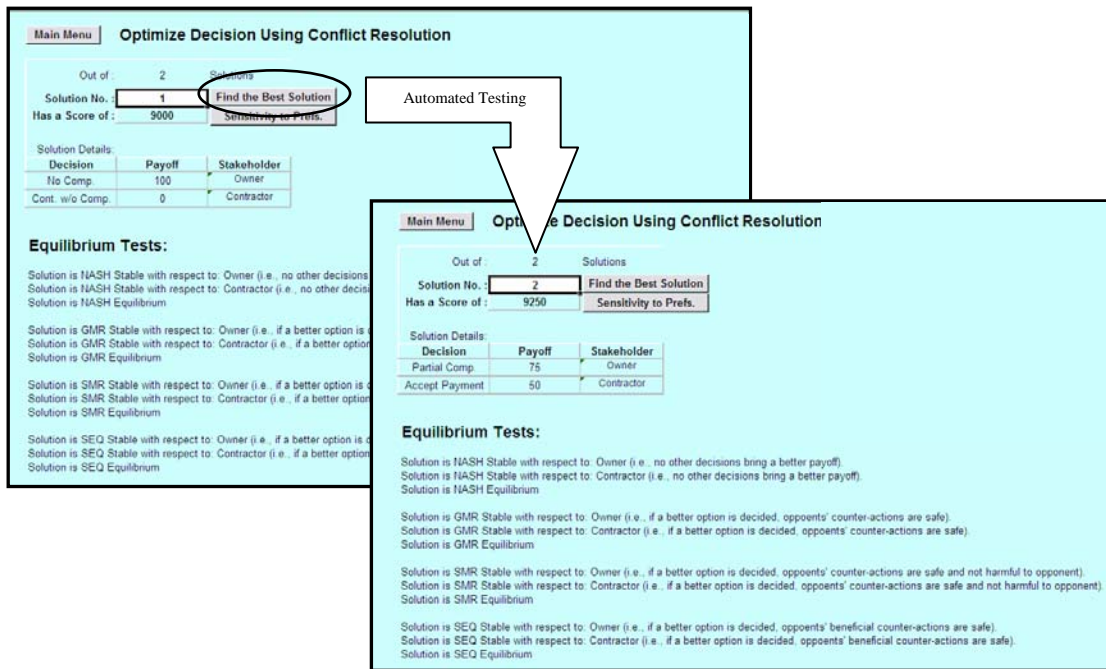 Main Menu
Optimize Decision Using Conflict Resolution
Out of :
2
Solutions
Solution No. :
1
Find the Best Solution
Has a Score of :
9000
Sensitivity to Prefs.
Solution Details:
Decision
Payoff
Stakeholder
No Comp.
100
Owner
Cont. w/o Comp.
0
Contractor
Equilibrium Tests:
Solution is NASH Stable with respect to: Owner (i.e., no other decisions
Solution is NASH Stable with respect to: Contractor (i.e., no other decisi
Solution is NASH Equilibrium
Solution is GMR Stable with respect to: Owner (i.e., if a better option is
Solution is GMR Stable with respect to: Contractor (i.e., if a better option
Solution is GMR Equilibrium
Solution is SMR Stable with respect to: Owner (i.e., if a better option is
Solution is SMR Stable with respect to: Contractor (i.e., if a better option
Solution is SMR Equilibrium
Solution is SEQ Stable with respect to: Owner (i.e., if a better option is
Solution is SEQ Stable with respect to: Contractor (i.e., if a better option
Solution is SEQ Equilibrium
Automated Testing
Main Menu
Decision Using Conflict Resolution
Out of :
2
Solutions
Solution No. :
2
Find the Best Solution
Has a Score of :
9250
Sensitivity to Prefs.
Solution Details:
Decision
Payoff
Stakeholder
Partial Comp.
75
Owner
Accept Payment
50
Contractor
Equilibrium Tests:
Solution is NASH Stable with respect to: Owner (i.e., no other decisions bring a better payoff).
Solution is NASH Stable with respect to: Contractor (i.e., no other decisions bring a better payoff).
Solution is NASH Equilibrium
Solution is GMR Stable with respect to: Owner (i.e., if a better option is decided, oppoents' counter-actions are safe).
Solution is GMR Stable with respect to: Contractor (i.e., if a better option is decided, oppoents' counter-actions are safe).
Solution is GMR Equilibrium
Solution is SMR Stable with respect to: Owner (i.e., if a better option is decided, oppoents' counter-actions are safe and not harmful to opponent).
Solution is SMR Stable with respect to: Contractor (i.e., if a better option is decided, oppoents' counter-actions are safe and not harmful to opponent).
Solution is SMR Equilibrium
Solution is SEQ Stable with respect to: Owner (i.e., if a better option is decided, oppoents' beneficial counter-actions are safe).
Solution is SEQ Stable with respect to: Contractor (i.e., if a better option is decided, oppoents' beneficial counter-actions are safe).
Solution is SEQ Equilibrium